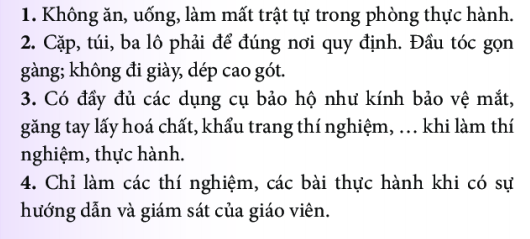 1. Không ăn, uống, làm mất trật tự trong phòng thực hành.
2. Cặp, túi, ba lô phải để đúng nơi quy định. Đầu tóc gọn
gàng; không đi giày, dép cao gót.
3. Có đầy đủ các dụng cụ bảo hộ như kính bảo vệ mắt,
găng tay lấy hoá chất, khẩu trang thí nghiệm, … khi làm thí
nghiệm, thực hành.
4. Chỉ làm các thí nghiệm, các bài thực hành khi có sự
hướng dẫn và giám sát của giáo viên.